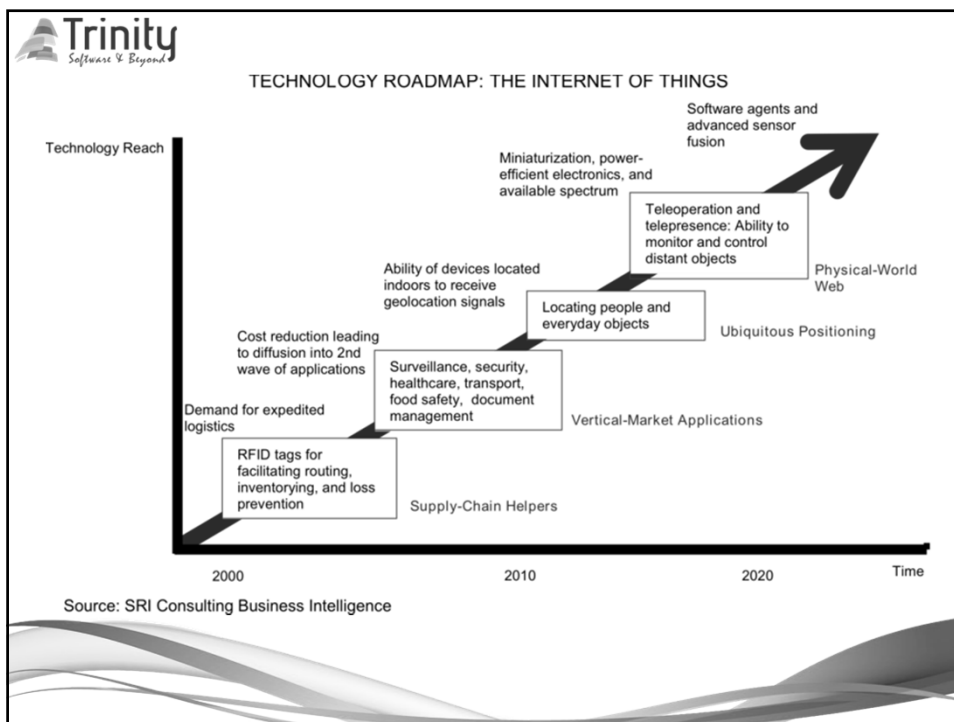 Trinity
Software & Beyond
TECHNOLOGY ROADMAP: THE INTERNET OF THINGS
Technology Reach
Software agents and
advanced sensor
fusion
Miniaturization, power-
efficient electronics, and
available spectrum
Teleoperation and
telepresence: Ability to
monitor and control
distant objects
Physical-World
Web
Ability of devices located
indoors to receive
geolocation signals
Locating people and
everyday objects
Ubiquitous Positioning
Cost reduction leading
to diffusion into 2nd
wave of applications
Surveillance, security,
healthcare, transport,
food safety, document
management
Vertical-Market Applications
Demand for expedited
logistics
RFID tags for
facilitating routing,
inventorying, and loss
prevention
Supply-Chain Helpers
2000
2010
2020
Time
Source: SRI Consulting Business Intelligence